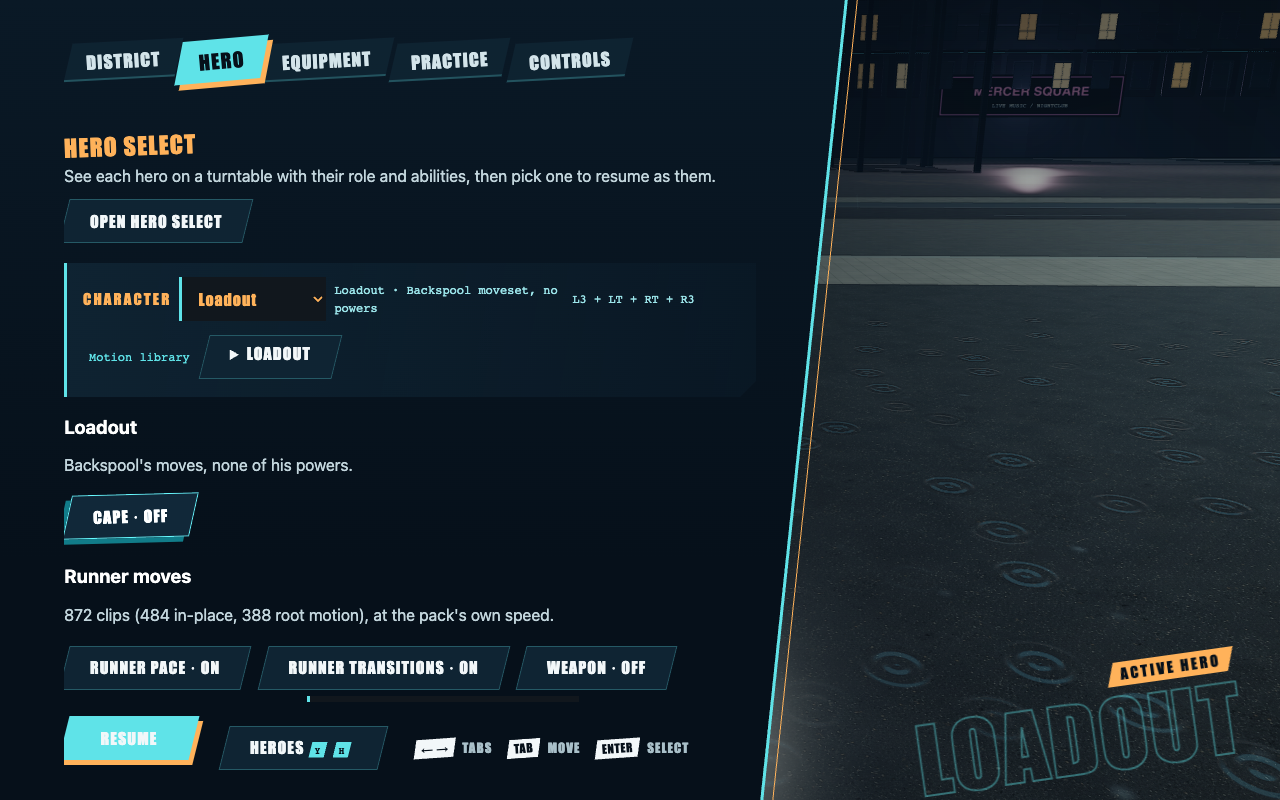 DISTRICT
HERO
EQUIPMENT
PRACTICE
CONTROLS
MERCER SQUARE
LIVE MUSIC / NIGHTCLUB
HERO SELECT
See each hero on a turntable with their role and abilities, then pick one to resume as them.
OPEN HERO SELECT
CHARACTER
Loadout
Loadout · Backspool moveset, no
powers
L3 + LT + RT + R3
Motion library
▶ LOADOUT
Loadout
Backspool's moves, none of his powers.
CAPE · OFF
Runner moves
872 clips (484 in-place, 388 root motion), at the pack's own speed.
RUNNER PACE · ON
RUNNER TRANSITIONS · ON
WEAPON · OFF
ACTIVE HERO
LOADOUT
RESUME
HEROES Y H
←→ TABS
TAB MOVE
ENTER SELECT